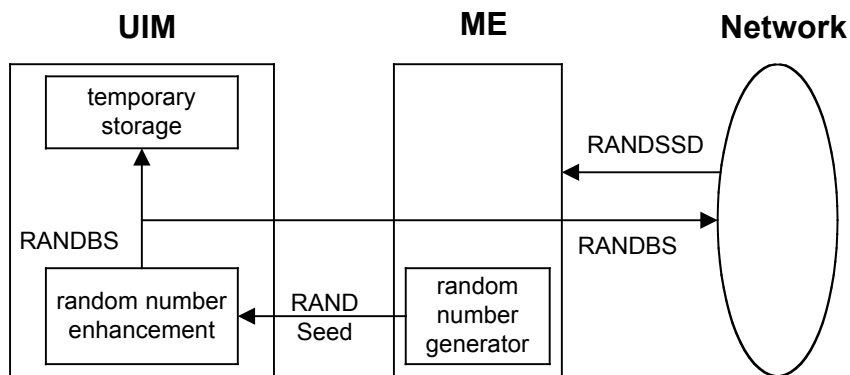 UIM
ME
Network
temporary
storage
RANDSSD
RANDBS
RANDBS
random number
enhancement
RAND
Seed
random
number
generator